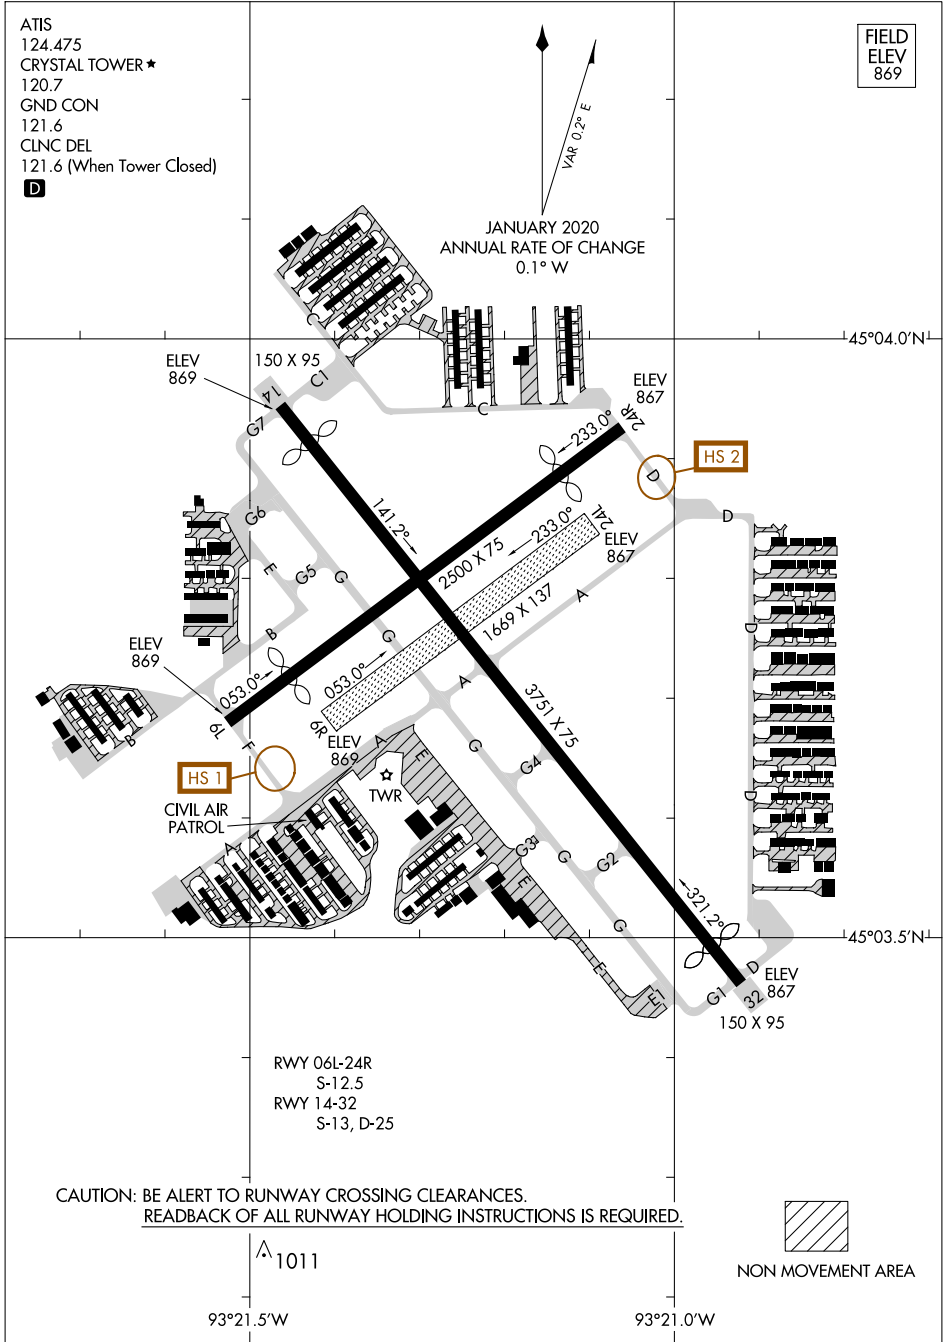 ATIS
124.475
CRYSTAL TOWER★
120.7
GND CON
121.6
CLNC DEL
121.6 (When Tower Closed)
D
FIELD
ELEV
869
VAR 0.2° E
JANUARY 2020
ANNUAL RATE OF CHANGE
0.1° W
C
45°04.0'N
ELEV
869
150 X 95
C1
14
ELEV
867
C
24R
G7
233.0°
HS 2
D
141.2°
G6
D
233.0°
24L
ELEV
867
2500 X 75
E
G5
G
1669 X 137
A
B
G
D
ELEV
869
053.0°
053.0°
A
6L
6R
3751 X 75
B
F
ELEV
869
A
E
G
G4
HS 1
TWR
D
CIVIL AIR
PATROL
A
G3
G
G2
E
321.2°
G
45°03.5'N
E
D
ELEV
867
E1
G1
32
150 X 95
RWY 06L-24R
S-12.5
RWY 14-32
S-13, D-25
CAUTION: BE ALERT TO RUNWAY CROSSING CLEARANCES.
READBACK OF ALL RUNWAY HOLDING INSTRUCTIONS IS REQUIRED.
1011
NON MOVEMENT AREA
93°21.5'W
93°21.0'W